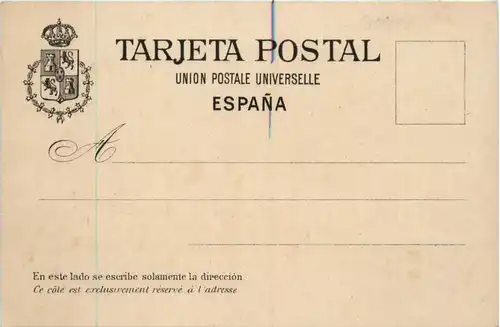 TARJETA POSTAL
UNION POSTALE UNIVERSELLE
ESPAÑA
A
En este lado se escribe solamente la dirección
Ce côté est exclusivement réservé á l'adresse